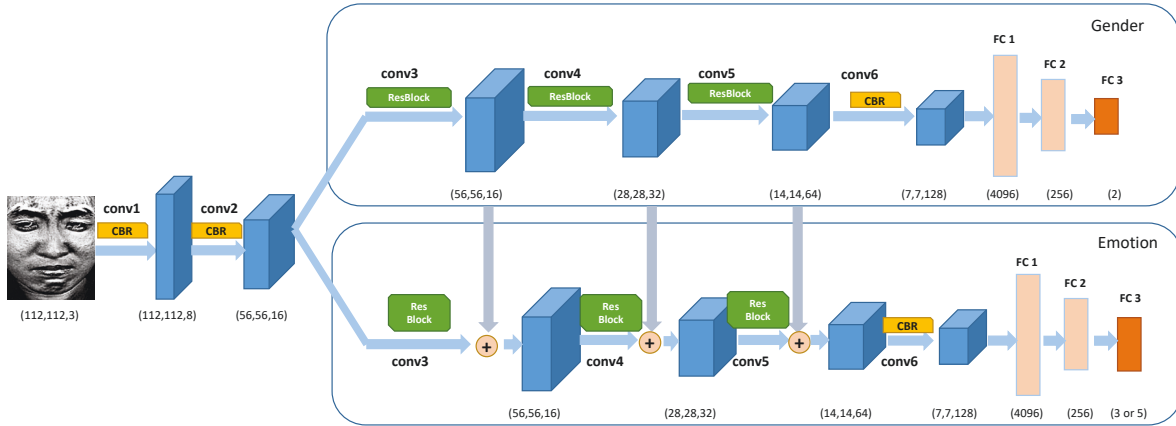 Gender
conv3
ResBlock
conv4
ResBlock
conv5
ResBlock
conv6
CBR
FC 1
FC 2
FC 3
(56,56,16)
(28,28,32)
(14,14,64)
(7,7,128)
(4096)
(256)
(2)
conv1
CBR
conv2
CBR
(112,112,3)
(112,112,8)
(56,56,16)
Emotion
Res
Block
conv3
+
Res
Block
conv4
+
Res
Block
conv5
+
CBR
conv6
FC 1
FC 2
FC 3
(56,56,16)
(28,28,32)
(14,14,64)
(7,7,128)
(4096)
(256)
(3 or 5)